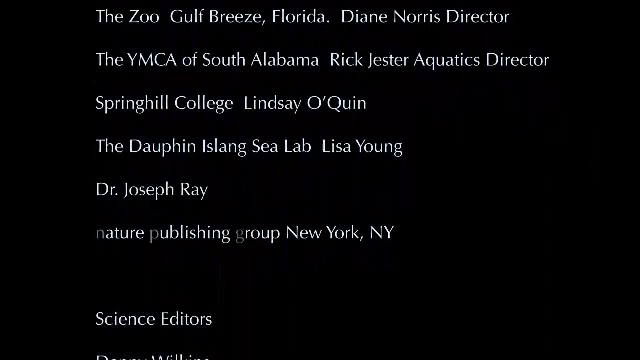 The Zoo  Gulf Breeze, Florida.  Diane Norris Director
The YMCA of South Alabama  Rick Jester Aquatics Director
Springhill College  Lindsay O’Quin
The Dauphin Islang Sea Lab  Lisa Young
Dr. Joseph Ray
nature publishing group New York, NY
Science Editors